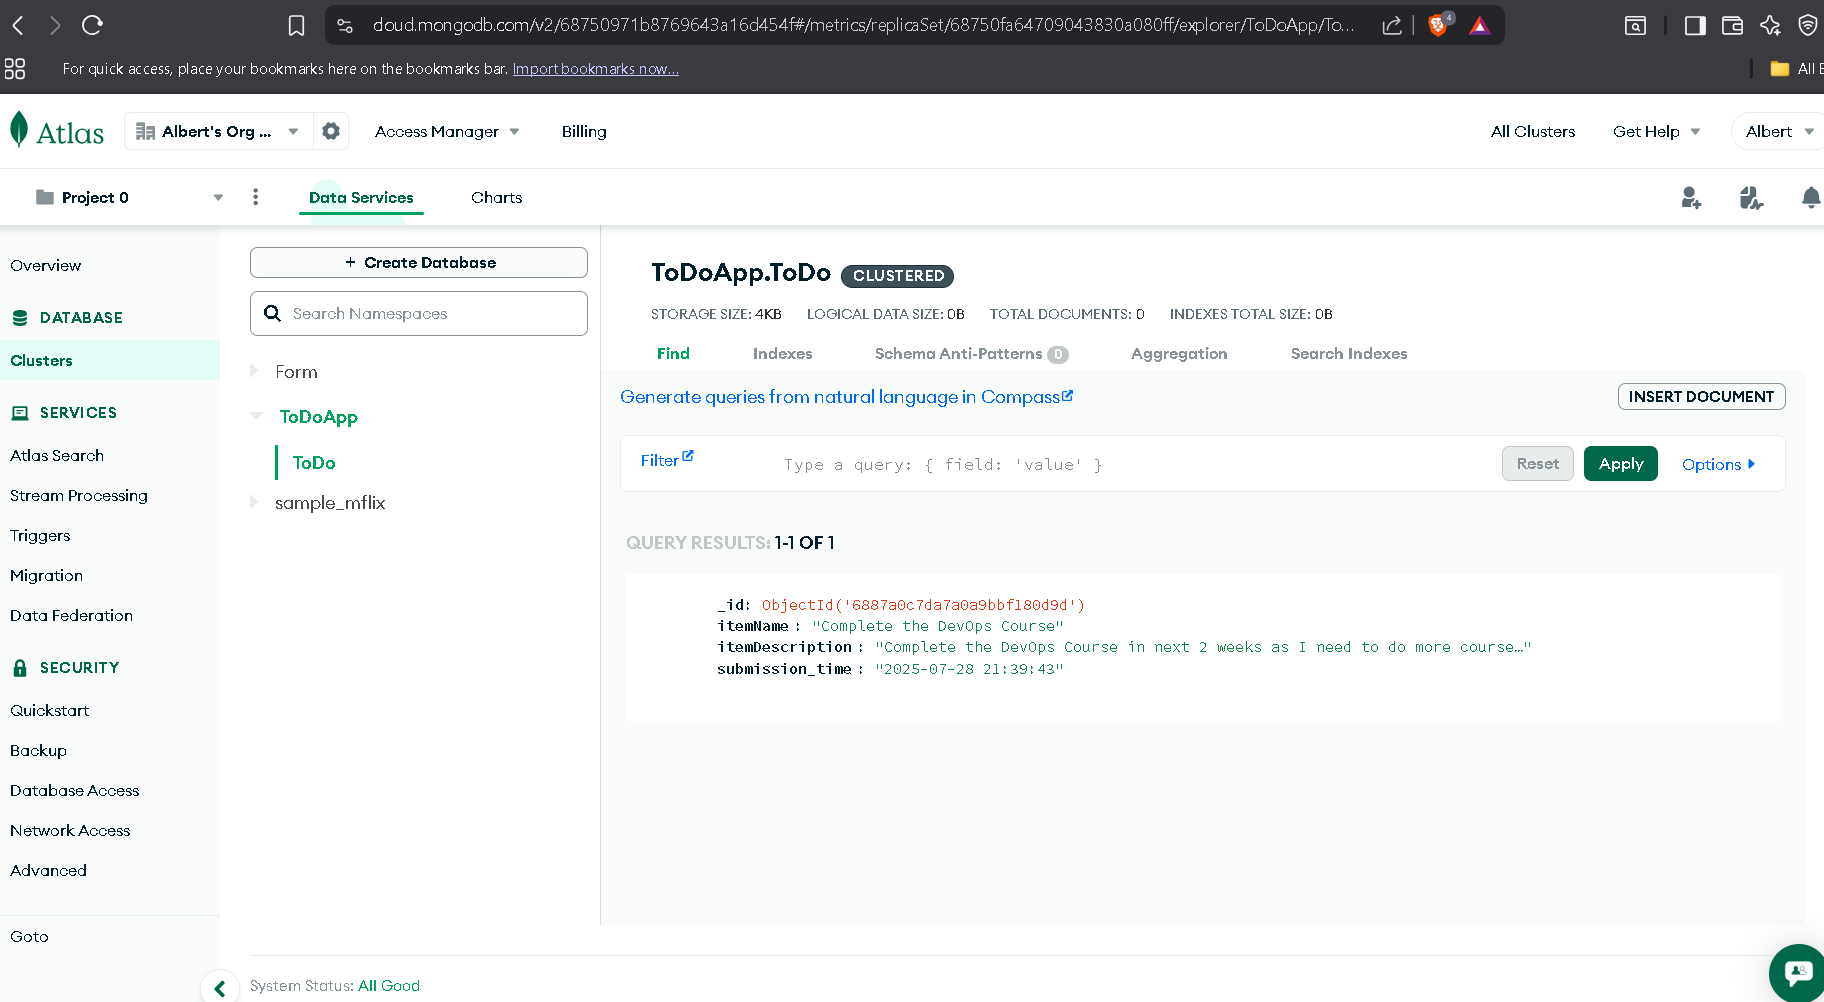 cloud.mongodb.com/v2/68750971b8769643a16d454f#/metrics/replicaSet/68750fa64709043830a080ff/explorer/ToDoApp/To...
4
For quick access, place your bookmarks here on the bookmarks bar. Import bookmarks now...
All B
Atlas
Albert's Org ...
Access Manager
Billing
All Clusters
Get Help
Albert
Project 0
Data Services
Charts
Overview
DATABASE
Clusters
SERVICES
Atlas Search
Stream Processing
Triggers
Migration
Data Federation
SECURITY
Quickstart
Backup
Database Access
Network Access
Advanced
Goto
+ Create Database
Search Namespaces
Form
ToDoApp
ToDo
sample_mflix
ToDoApp.ToDo CLUSTERED
STORAGE SIZE: 4KB LOGICAL DATA SIZE: 0B TOTAL DOCUMENTS: 0 INDEXES TOTAL SIZE: 0B
Find Indexes Schema Anti-Patterns 0 Aggregation Search Indexes
Generate queries from natural language in Compass
INSERT DOCUMENT
Filter
Type a query: { field: 'value' }
Reset
Apply
Options
QUERY RESULTS: 1-1 OF 1
_id: ObjectId('6887a0c7da7a0a9bbf180d9d')
itemName : "Complete the DevOps Course"
itemDescription : "Complete the DevOps Course in next 2 weeks as I need to do more course…"
submission_time : "2025-07-28 21:39:43"
System Status: All Good